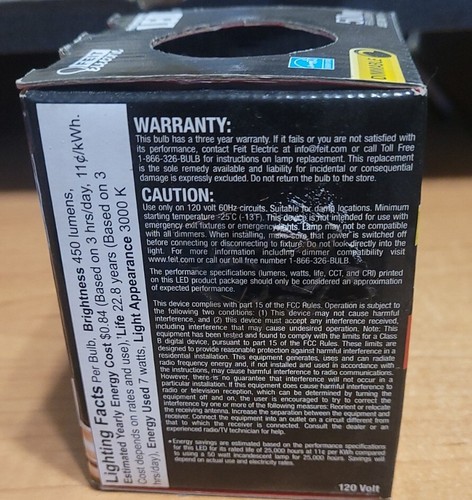 FEIT
ELECTRIC
DIMMABLE
WARRANTY:
This bulb has a three year warranty. If it fails or you are not satisfied with
its performance, contact Feit Electric at info@feit.com or call Toll Free
1-866-326-BULB for instructions on lamp replacement. This replacement
is the sole remedy available and liability for incidental or consequential
damage is expressly excluded. Do not return the bulb to the store.
CAUTION:
Use only on 120 volt 60Hz circuits. Suitable for damp locations. Minimum
starting temperature -25°C (-13°F). This device is not intended for use with
emergency exit fixtures or emergency lights. Lamp may not be compatible
with all dimmers. When installing, make sure that power is switched off
before connecting or disconnecting to fixture. Do not look directly into the
light. For more information including dimmer compatibility visit
www.feit.com or call our toll free number 1-866-326-BULB.
The performance specifications (lumens, watts, life, CCT, and CRI) printed
on this LED product package should only be considered an approximation
of expected performance.
This device complies with part 15 of the FCC Rules. Operation is subject to
the following two conditions: (1) This device may not cause harmful
interference, and (2) this device must accept any interference received,
including interference that may cause undesired operation. Note: This
equipment has been tested and found to comply with the limits for a Class
B digital device, pursuant to part 15 of the FCC Rules. These limits are
designed to provide reasonable protection against harmful interference in a
residential installation. This equipment generates, uses and can radiate
radio frequency energy and, if not installed and used in accordance with
the instructions, may cause harmful interference to radio communications.
However, there is no guarantee that interference will not occur in a
particular installation. If this equipment does cause harmful interference to
radio or television reception, which can be determined by turning the
equipment off and on, the user is encouraged to try to correct the
interference by one or more of the following measures: Reorient or relocate
the receiving antenna. Increase the separation between the equipment and
receiver. Connect the equipment into an outlet on a circuit different from
that to which the receiver is connected. Consult the dealer or an
experienced radio/TV technician for help.
• Energy savings are estimated based on the performance specifications
for this LED for its rated life of 25,000 hours at 11¢ per kWh compared
to using a 50 watt incandescent lamp for 25,000 hours. Savings will
depend on actual use and electricity rates.
120 Volt
Lighting Facts Per Bulb, Brightness 450 lumens,
Estimated Yearly Energy Cost $0.84 (Based on 3 hrs/day, 11¢/kWh.
Cost depends on rates and use), Life 22.8 years (Based on 3
hrs/day), Energy Used 7 watts, Light Appearance 3000 K